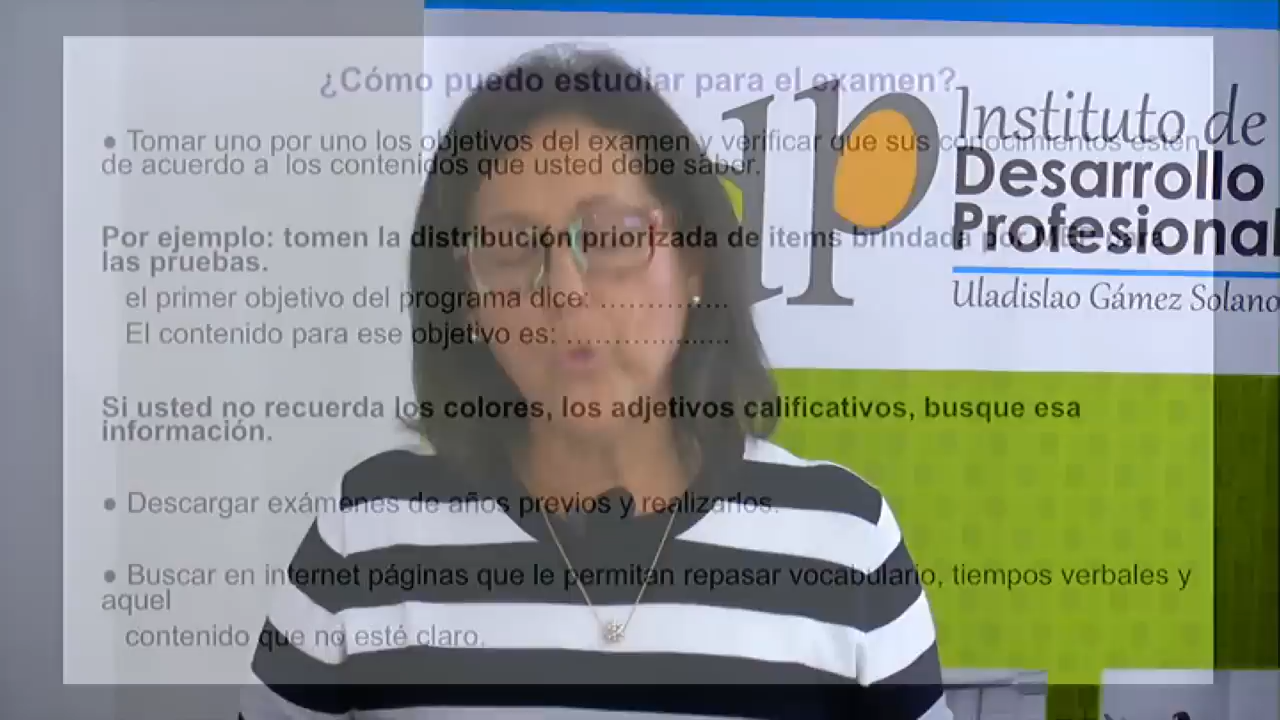 ¿Cómo puedo estudiar para el examen?
● Tomar uno por uno los objetivos del examen y verificar que sus conocimientos estén
de acuerdo a los contenidos que usted debe saber.
Por ejemplo: tomen la distribución priorizada de items brindada por
las pruebas.
el primer objetivo del programa dice: ...............
El contenido para ese objetivo es: ....................
Si usted no recuerda los colores, los adjetivos calificativos, busque esa
información.
● Descargar exámenes de años previos y realizarlos.
● Buscar en internet páginas que le permitan repasar vocabulario, tiempos verbales y
aquel
contenido que no esté claro.
Instituto de
Desarrollo
Profesional
Uladislao Gámez Solano